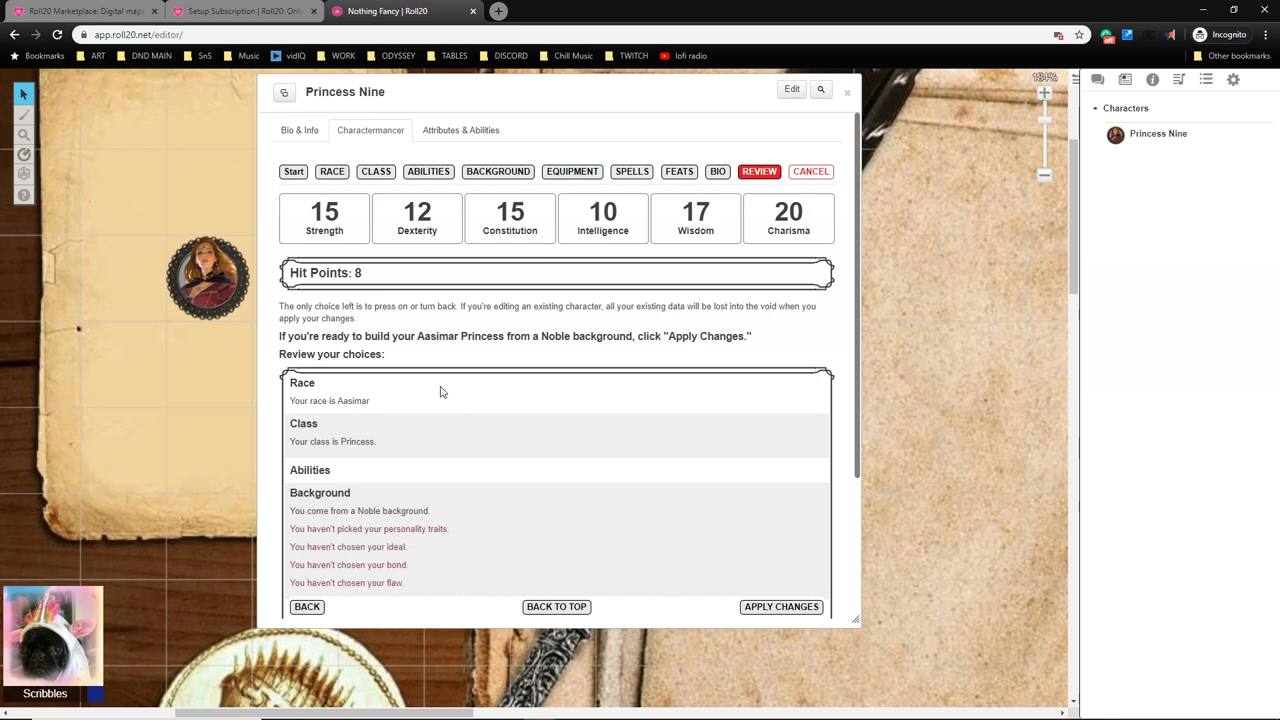 Roll20 Marketplace: Digital maps
Setup Subscription | Roll20: Onl
Nothing Fancy | Roll20
app.roll20.net/editor/
off
Incognito
Bookmarks
ART
DND MAIN
SnS
Music
vidIQ
WORK
ODYSSEY
TABLES
DISCORD
Chill Music
TWITCH
lofi radio
Other bookmarks
Princess Nine
Edit
184%
Characters
Princess Nine
Bio & Info
Charactermancer
Attributes & Abilities
Start
RACE
CLASS
ABILITIES
BACKGROUND
EQUIPMENT
SPELLS
FEATS
BIO
REVIEW
CANCEL
15 12 15 10 17 20
Strength Dexterity Constitution Intelligence Wisdom Charisma
Hit Points: 8
The only choice left is to press on or turn back. If you're editing an existing character, all your existing data will be lost into the void when you
apply your changes.
If you're ready to build your Aasimar Princess from a Noble background, click "Apply Changes."
Review your choices:
Race
Your race is Aasimar
Class
Your class is Princess.
Abilities
Background
You come from a Noble background.
You haven't picked your personality traits.
You haven't chosen your ideal.
You haven't chosen your bond.
You haven't chosen your flaw.
BACK
BACK TO TOP
APPLY CHANGES
Scribbles